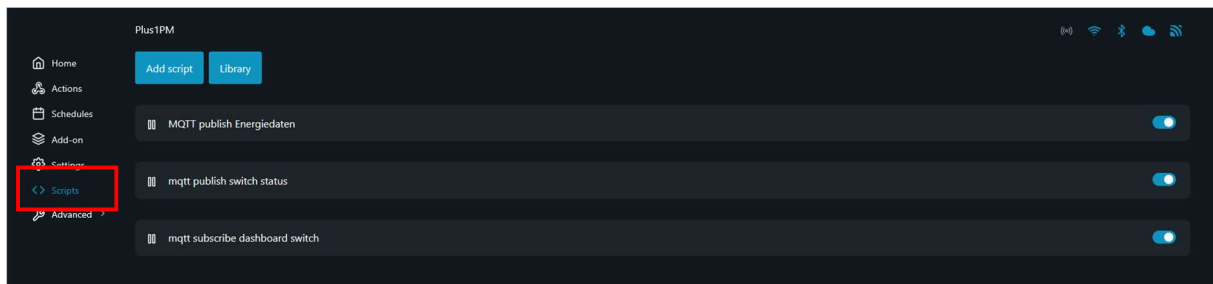 Plus1PM
Home
Actions
Schedules
Add-on
Settings
Scripts
Advanced
Add script
Library
MQTT publish Energiedaten
mqtt publish switch status
mqtt subscribe dashboard switch